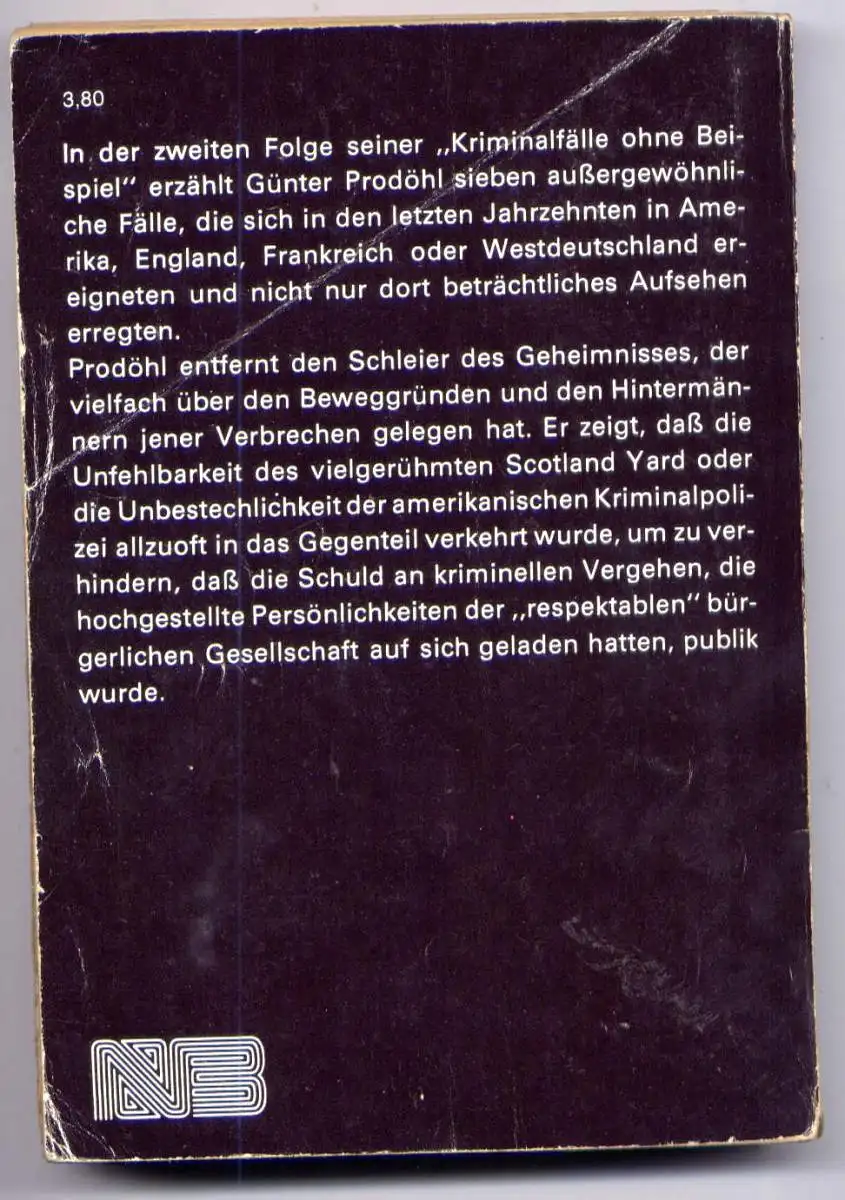 3,80
In der zweiten Folge seiner „Kriminalfälle ohne Bei-
spiel" erzählt Günter Prodöhl sieben außergewöhnli-
che Fälle, die sich in den letzten Jahrzehnten in Ame-
rika, England, Frankreich oder Westdeutschland er-
eigneten und nicht nur dort beträchtliches Aufsehen
erregten.
Prodöhl entfernt den Schleier des Geheimnisses, der
vielfach über den Beweggründen und den Hintermän-
nern jener Verbrechen gelegen hat. Er zeigt, daß die
Unfehlbarkeit des vielgerühmten Scotland Yard oder
die Unbestechlichkeit der amerikanischen Kriminalpoli-
zei allzuoft in das Gegenteil verkehrt wurde, um zu ver-
hindern, daß die Schuld an kriminellen Vergehen, die
hochgestellte Persönlichkeiten der „respektablen" bür-
gerlichen Gesellschaft auf sich geladen hatten, publik
wurde.
NB